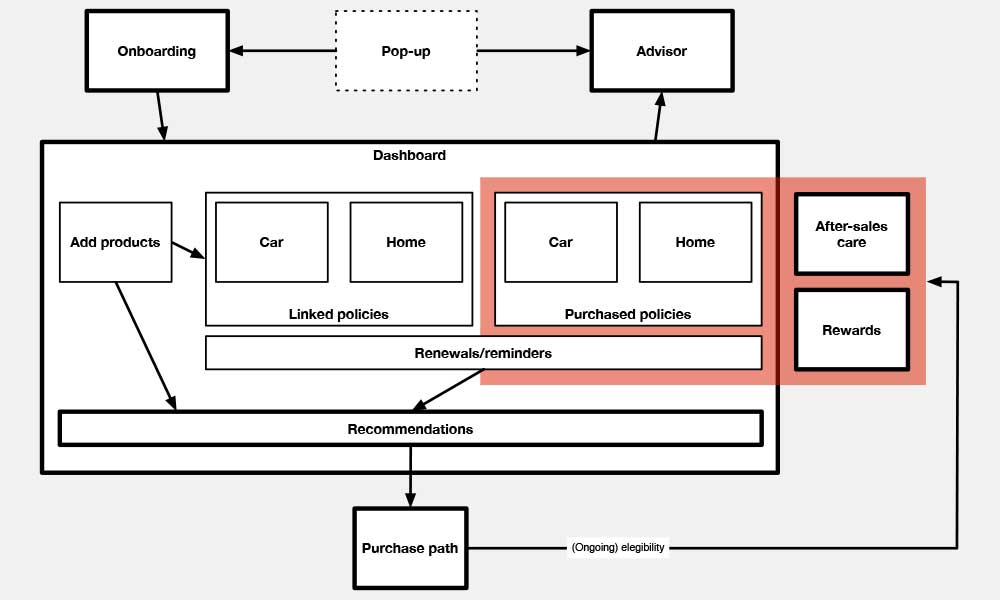 Onboarding
Pop-up
Advisor
Dashboard
Add products
Car
Home
Linked policies
Car
Home
Purchased policies
After-sales
care
Rewards
Renewals/reminders
Recommendations
Purchase path
(Ongoing) elegibility